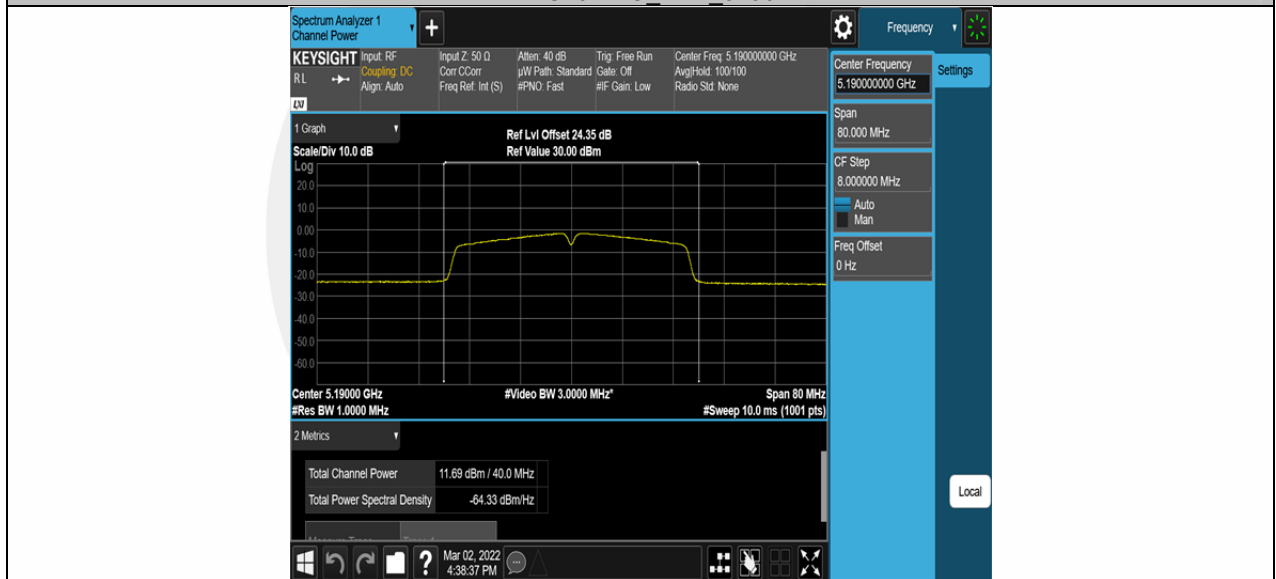 Spectrum Analyzer 1
Channel Power
+
Frequency
KEYSIGHT
RL
LXI
Input: RF
Coupling: DC
Align: Auto
Input Z: 50 Ω
Corr CCorr
Freq Ref: Int (S)
Atten: 40 dB
µW Path: Standard
#PNO: Fast
Trig: Free Run
Gate: Off
#IF Gain: Low
Center Freq: 5.190000000 GHz
Avg|Hold: 100/100
Radio Std: None
Center Frequency
5.190000000 GHz
Settings
Span
80.000 MHz
CF Step
8.000000 MHz
Auto
Man
Freq Offset
0 Hz
Local
1 Graph
Scale/Div 10.0 dB
Ref Lvl Offset 24.35 dB
Ref Value 30.00 dBm
Log
20.0
10.0
0.00
-10.0
-20.0
-30.0
-40.0
-50.0
-60.0
Center 5.19000 GHz
#Video BW 3.0000 MHz*
Span 80 MHz
#Res BW 1.0000 MHz
#Sweep 10.0 ms (1001 pts)
2 Metrics
Total Channel Power 11.69 dBm / 40.0 MHz
Total Power Spectral Density -64.33 dBm/Hz
?
Mar 02, 2022
4:38:37 PM